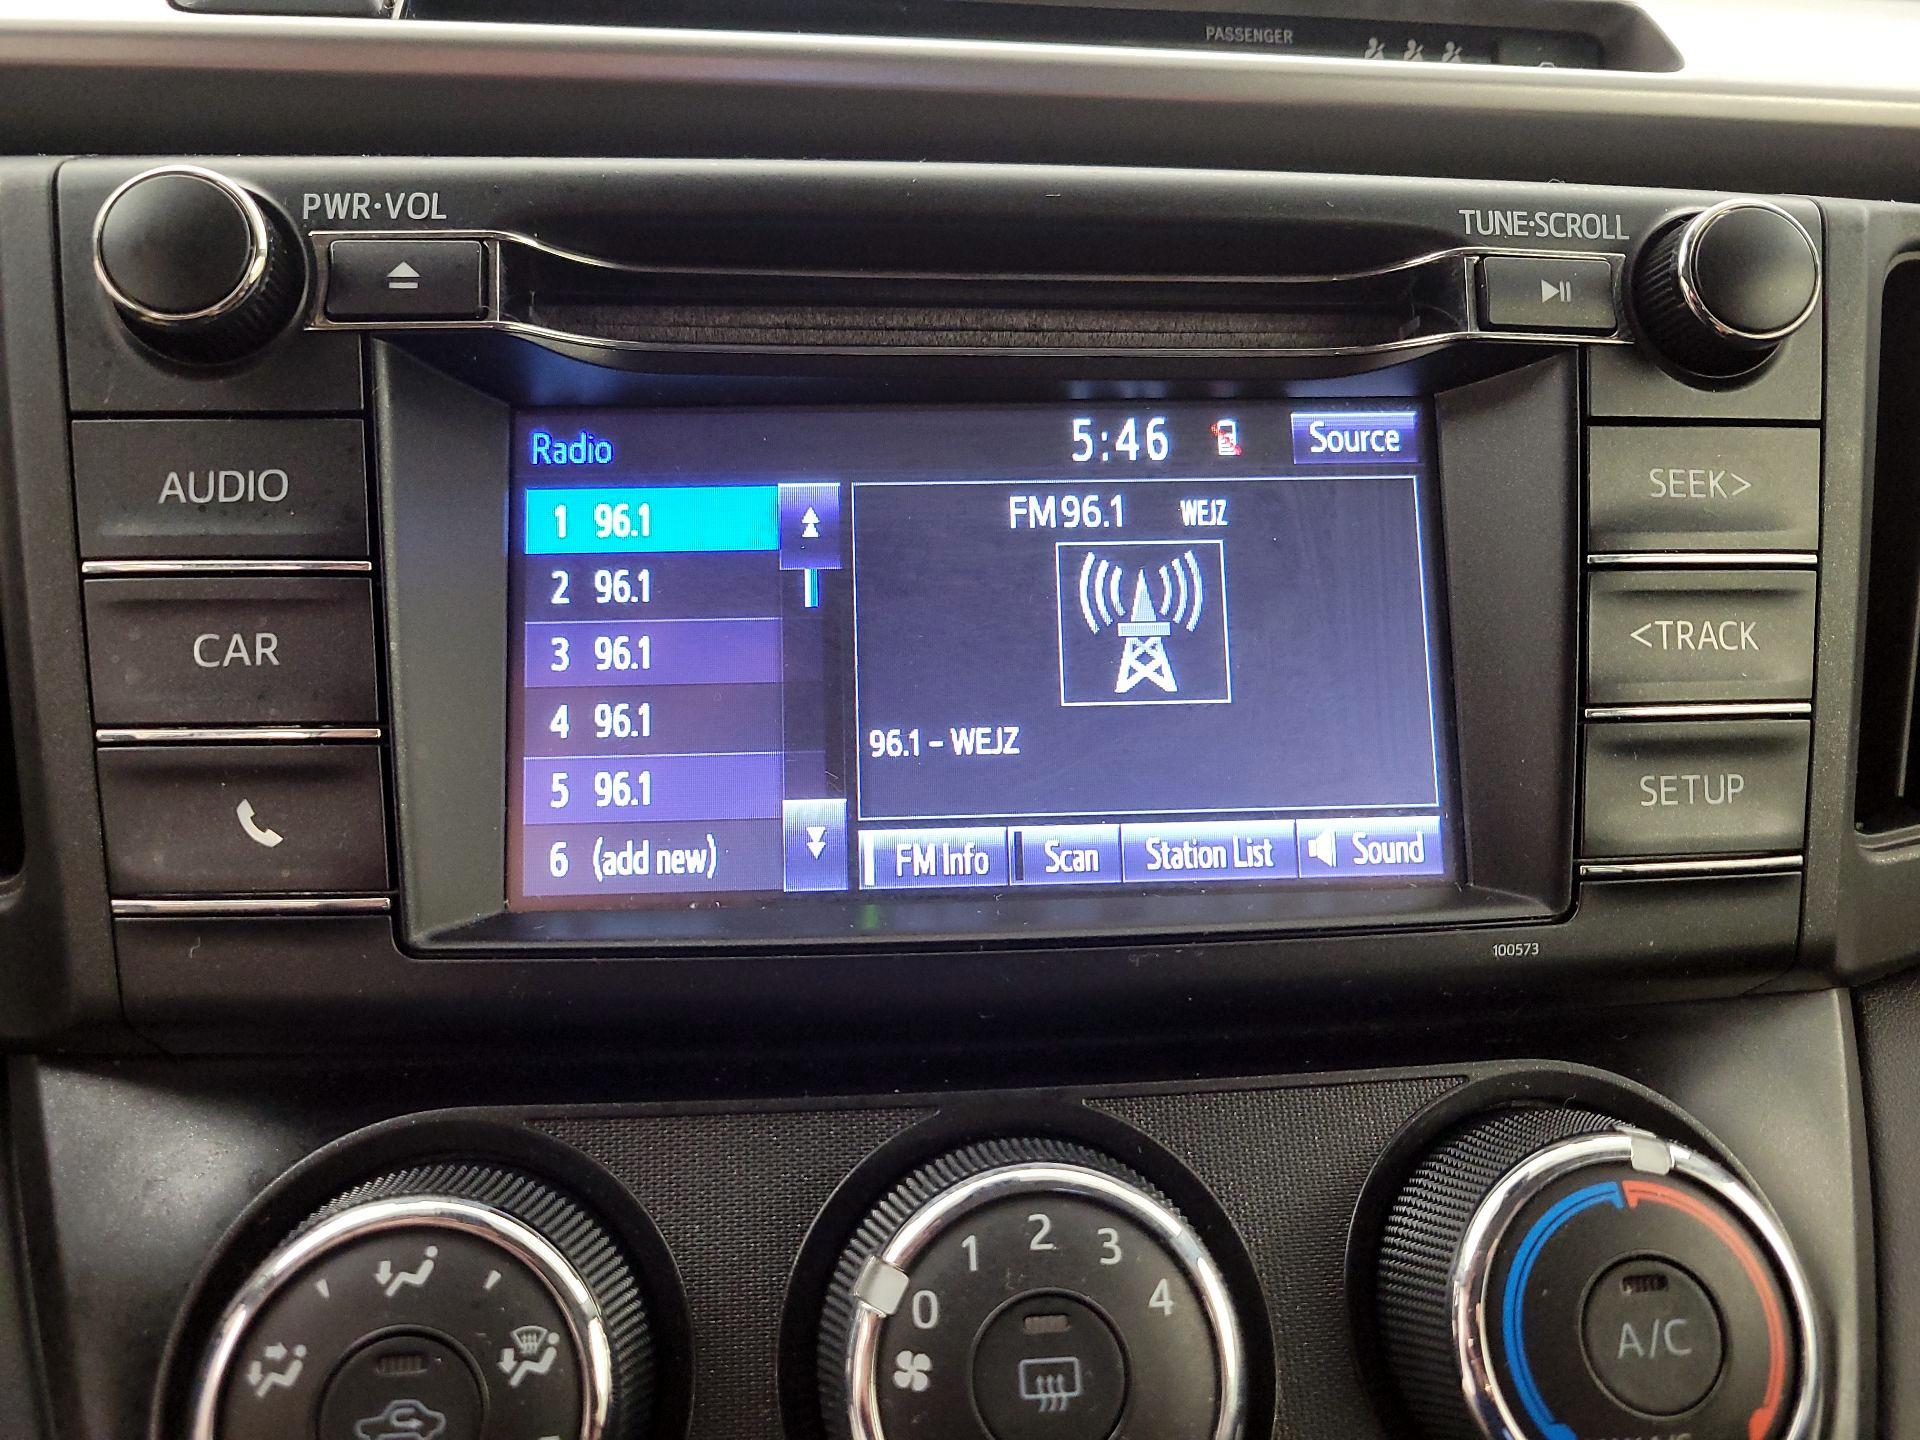 PASSENGER
PWR·VOL
TUNE·SCROLL
AUDIO
CAR
Radio
5:46
Source
1 96.1
2 96.1
3 96.1
4 96.1
5 96.1
6 (add new)
FM 96.1 WEJZ
96.1 - WEJZ
FM Info
Scan
Station List
Sound
SEEK>
<TRACK
SETUP
100573
0 1 2 3 4
A/C